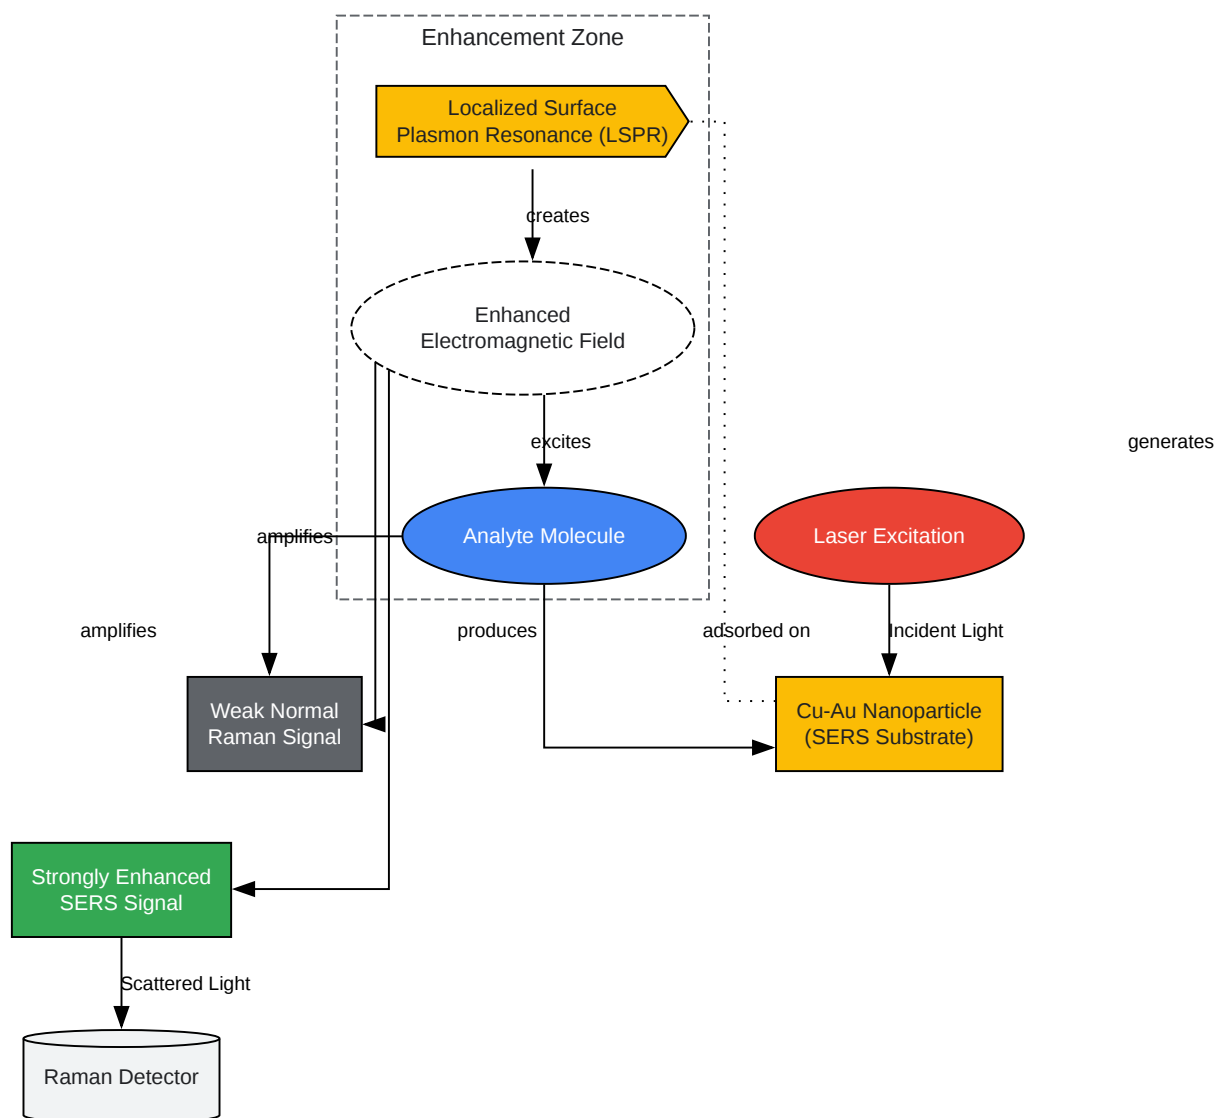 Enhancement Zone
Localized Surface
Plasmon Resonance (LSPR)
creates
Enhanced
Electromagnetic Field
excites
generates
Analyte Molecule
Laser Excitation
amplifies
amplifies
produces
adsorbed on
Incident Light
Weak Normal
Raman Signal
Cu-Au Nanoparticle
(SERS Substrate)
Strongly Enhanced
SERS Signal
Scattered Light
Raman Detector